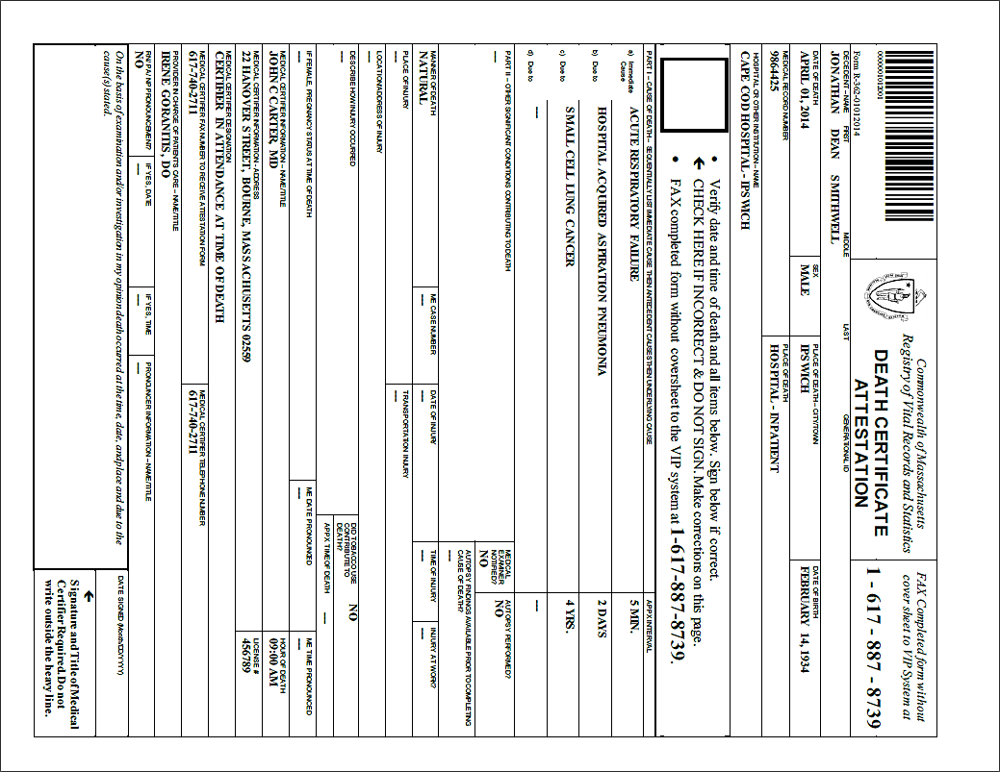 000000012001
Form R-362-01012014
Commonwealth of Massachusetts
Registry of Vital Records and Statistics
DEATH CERTIFICATE
ATTESTATION
FAX Completed form without
cover sheet to VIP System at
1 - 617 - 887 - 8739
DECEDENT –NAME FIRST MIDDLE LAST GENERATIONAL ID
JONATHAN DEAN SMITHWELL
DATE OF DEATH SEX PLACE OF DEATH – CITY/TOWN DATE OF BIRTH
APRIL 01, 2014 MALE IPSWICH FEBRUARY 14, 1934
MEDICAL RECORD NUMBER PLACE OF DEATH
9864425 HOSPITAL - INPATIENT
HOSPITAL OR OTHER INSTITUTION – NAME
CAPE COD HOSPITAL - IPSWICH
• Verify date and time of death and all items below. Sign below if correct.
← CHECK HERE IF INCORRECT & DO NOT SIGN. Make corrections on this page.
• FAX completed form without coversheet to the VIP system at 1-617-887-8739.
PART I – CAUSE OF DEATH – SEQUENTIALLY LIST IMMEDIATE CAUSE THEN ANTECEDENT CAUSES THEN UNDERLYING CAUSE APPX INTERVAL
a) Immediate Cause ACUTE RESPIRATORY FAILURE 5 MIN.
b) Due to HOSPITAL ACQUIRED ASPIRATION PNEUMONIA 2 DAYS
c) Due to SMALL CELL LUNG CANCER 4 YRS.
d) Due to — —
PART II – OTHER SIGNIFICANT CONDITIONS CONTRIBUTING TO DEATH
—
MEDICAL EXAMINER NOTIFIED?
NO
AUTOPSY PERFORMED?
NO
AUTOPSY FINDINGS AVAILABLE PRIOR TO COMPLETING CAUSE OF DEATH?
—
MANNER OF DEATH ME CASE NUMBER DATE OF INJURY TIME OF INJURY INJURY AT WORK?
NATURAL — — — —
PLACE OF INJURY TRANSPORTATION INJURY
— —
LOCATION/ADDRESS OF INJURY
—
DESCRIBE HOW INJURY OCCURRED
—
DID TOBACCO USE CONTRIBUTE TO DEATH? NO
APPX TIME OF DEATH —
IF FEMALE, PREGNANCY STATUS AT TIME OF DEATH ME DATE PRONOUNCED ME TIME PRONOUNCED
— — —
MEDICAL CERTIFIER INFORMATION – NAME/TITLE HOUR OF DEATH
JOHN C CARTER, MD 09:00 AM
MEDICAL CERTIFIER INFORMATION - ADDRESS LICENSE #
22 HANOVER STREET, BOURNE, MASSACHUSETTS 02559 456789
MEDICAL CERTIFIER DESIGNATION
CERTIFIER IN ATTENDANCE AT TIME OF DEATH
MEDICAL CERTIFIER FAX NUMBER TO RECEIVE ATTESTATION FORM MEDICAL CERTIFIER TELEPHONE NUMBER
617-740-2711 617-740-2711
PROVIDER IN CHARGE OF PATIENT'S CARE – NAME/TITLE
IRENE GORANTIS, DO
RN/PA/NP PRONOUNCEMENT? IF YES, DATE IF YES, TIME PRONOUNCER INFORMATION – NAME/TITLE
NO — — —
On the basis of examination and/or investigation in my opinion death occurred at the time, date, and place and due to the
cause(s) stated.
DATE SIGNED (Month/DD/YYYY)
←
Signature and Title of Medical
Certifier Required. Do not
write outside the heavy line.